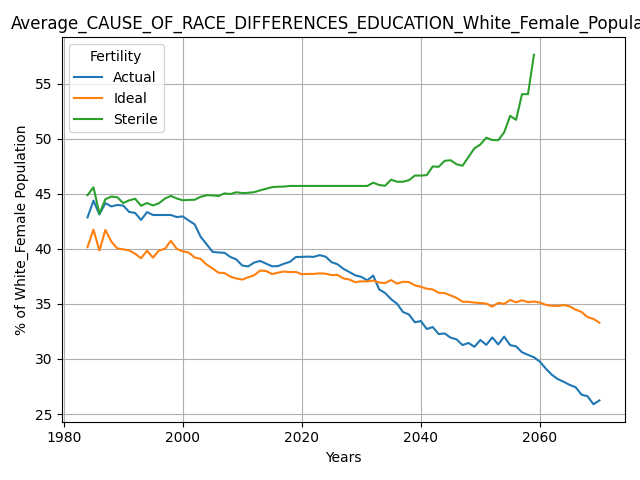 Average_CAUSE_OF_RACE_DIFFERENCES_EDUCATION_White_Female_Popula
Fertility
Actual
Ideal
Sterile
% of White_Female Population
55
50
45
40
35
30
25
1980
2000
2020
2040
2060
Years